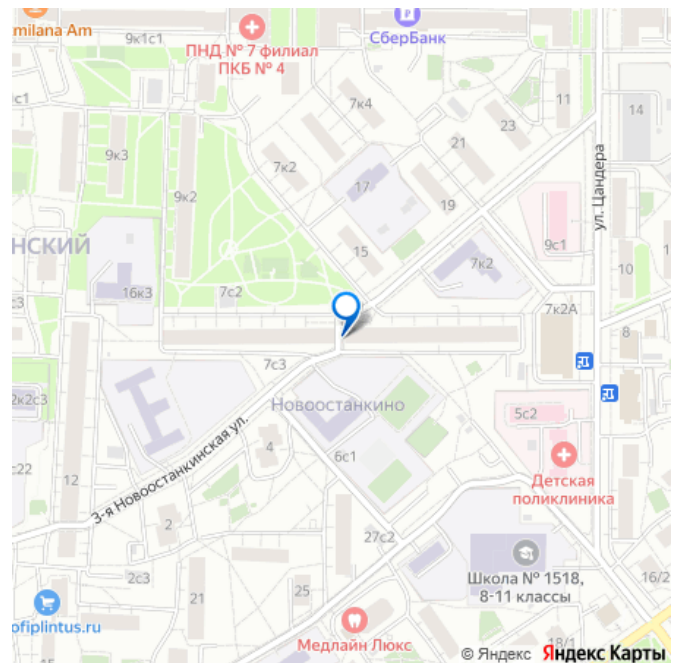 milana Am
9к1с1
ПНД № 7 филиал
ПКБ № 4
СберБанк
с1
7к4
11
14
23
21
9к3
7к2
17
ул. Цандера
9к2
19
НСКИЙ
15
9с1
7к2
10
16к3
7с2
7к2А
8
7с3
2к2с3
Новоостанкино
5с2
4
6с1
с22
12
3-я Новоостанкинская ул.
Детская
поликлиника
2
27с2
2с3
21
25
Школа № 1518,
8-11 классы
16/2
ofiplintus.ru
Медлайн Люкс
18/1
© Яндекс Яндекс Карты